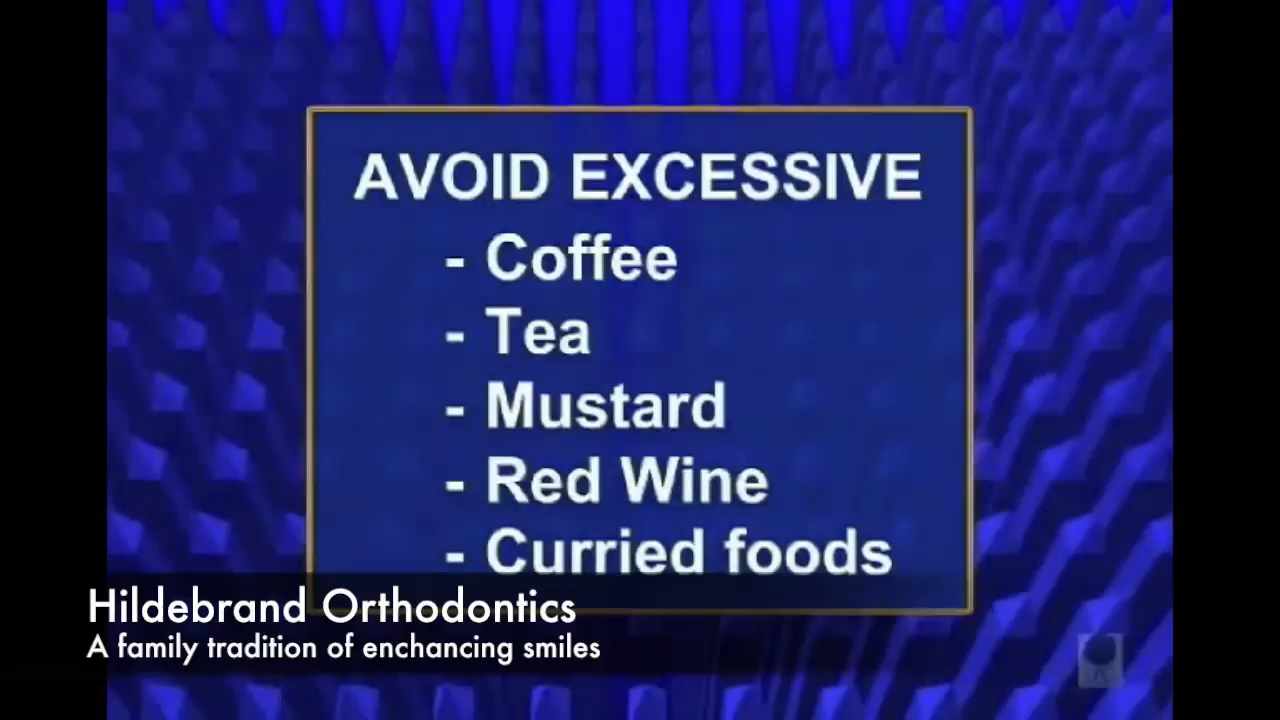 AVOID EXCESSIVE
- Coffee
- Tea
- Mustard
- Red Wine
- Curried foods
Hildebrand Orthodontics
A family tradition of enchancing smiles